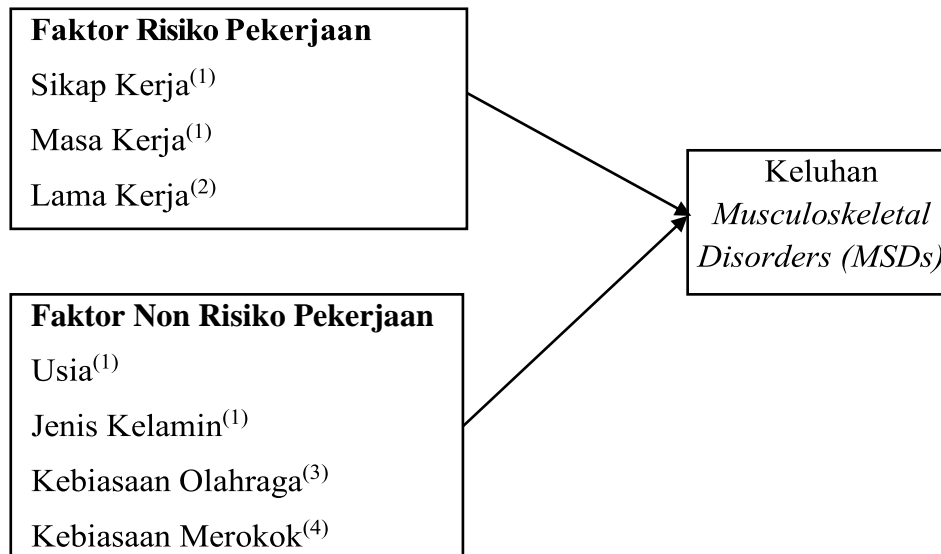 Faktor Risiko Pekerjaan
Sikap Kerja(1)
Masa Kerja(1)
Lama Kerja(2)
Keluhan
Musculoskeletal
Disorders (MSDs)
Faktor Non Risiko Pekerjaan
Usia(1)
Jenis Kelamin(1)
Kebiasaan Olahraga(3)
Kebiasaan Merokok(4)